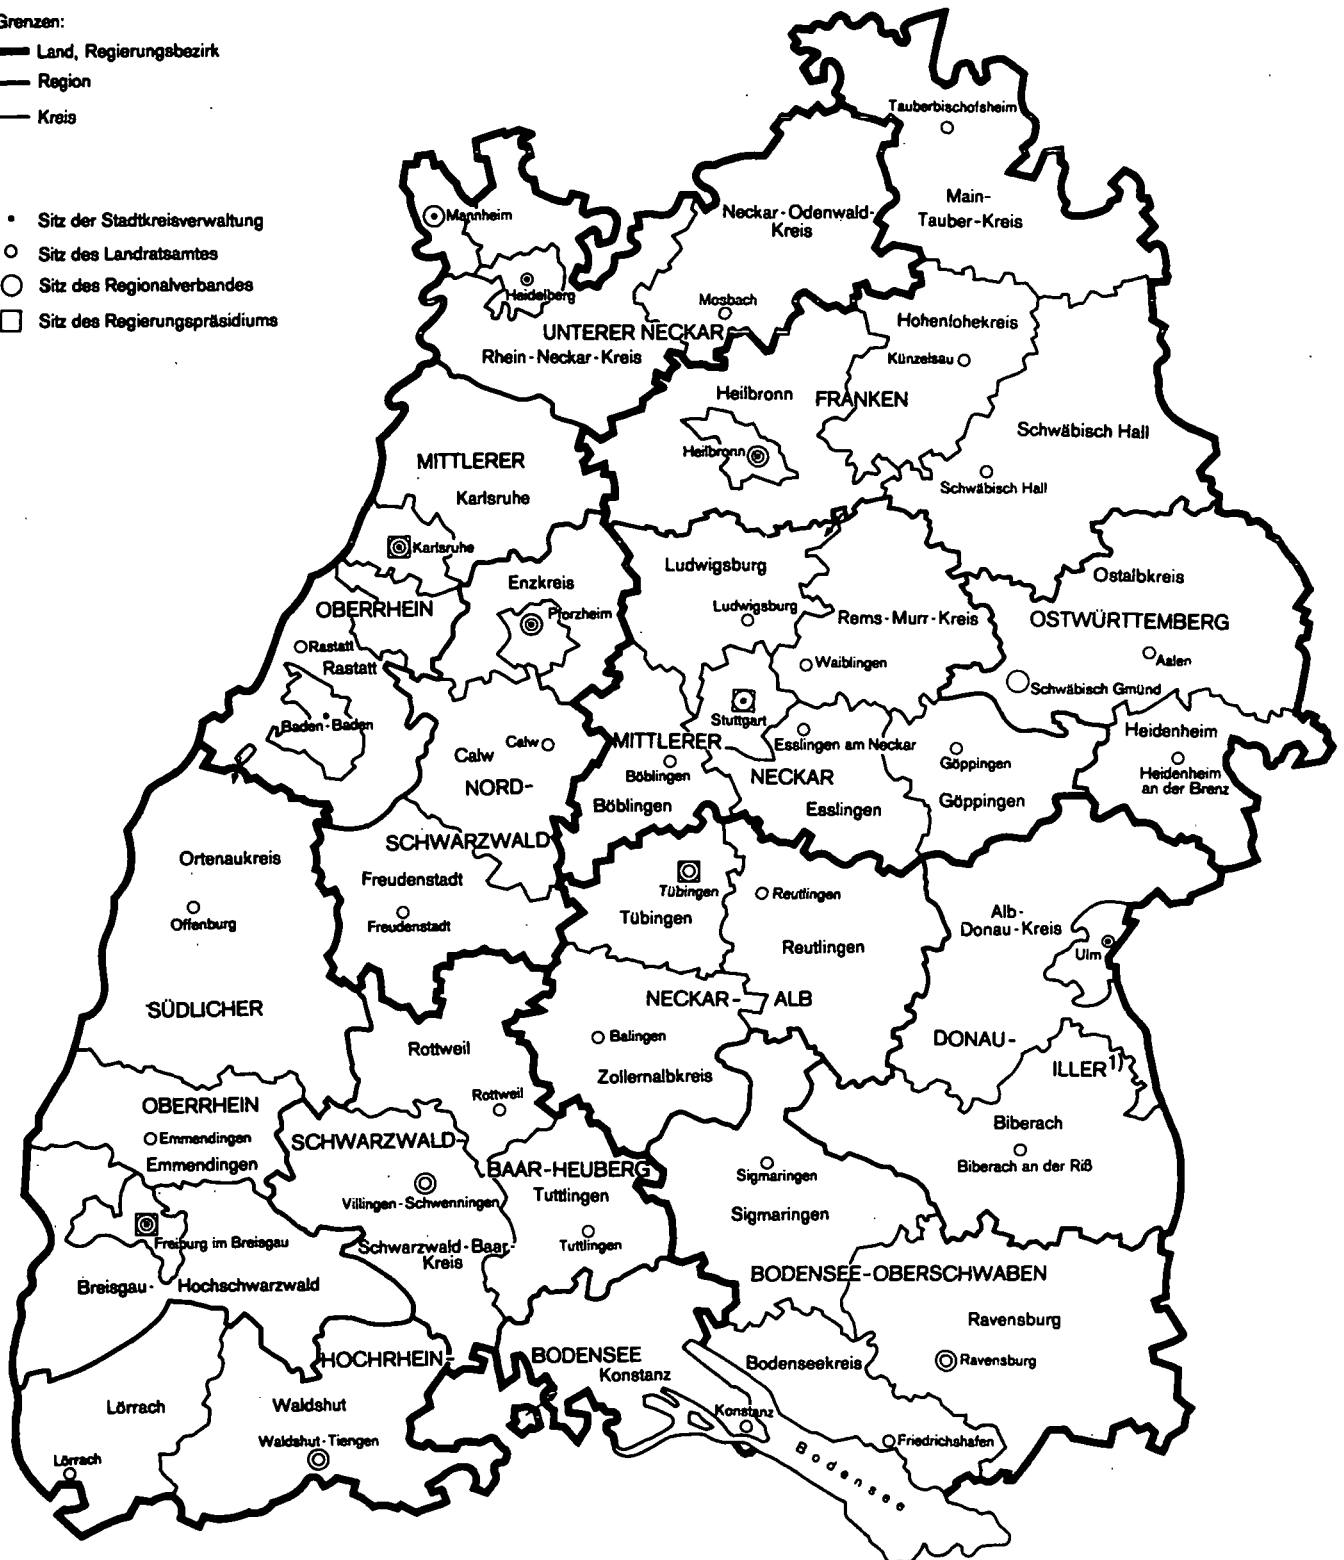 Grenzen:
Land, Regierungsbezirk
Region
Kreis
Sitz der Stadtkreisverwaltung
Sitz des Landratsamtes
Sitz des Regionalverbandes
Sitz des Regierungspräsidiums
Tauberbischofsheim
Main-
Tauber-Kreis
Mannheim
Neckar-Odenwald-
Kreis
Heidelberg
Mosbach
UNTERER NECKAR
Rhein-Neckar-Kreis
Hohenlohekreis
Künzelsau
Heilbronn
FRANKEN
Schwäbisch Hall
Heilbronn
Schwäbisch Hall
MITTLERER
Karlsruhe
Karlsruhe
Enzkreis
Pforzheim
OBERRHEIN
Rastatt
Rastatt
Baden-Baden
Ludwigsburg
Ludwigsburg
Rems-Murr-Kreis
Waiblingen
Ostalbkreis
OSTWÜRTTEMBERG
Aalen
Schwäbisch Gmünd
Stuttgart
Calw
Calw
NORD-
SCHWARZWALD
MITTLERER
Böblingen
Böblingen
NECKAR
Esslingen am Neckar
Esslingen
Göppingen
Göppingen
Heidenheim
Heidenheim
an der Brenz
Ortenaukreis
Offenburg
Freudenstadt
Freudenstadt
Tübingen
Tübingen
Reutlingen
Reutlingen
Alb-
Donau-Kreis
Ulm
SÜDLICHER
NECKAR-
ALB
Balingen
Zollernalbkreis
DONAU-
ILLER1)
Rottweil
Rottweil
OBERRHEIN
Emmendingen
Emmendingen
SCHWARZWALD-
BAAR-HEUBERG
Villingen-Schwenningen
Tuttlingen
Tuttlingen
Biberach
Biberach an der Riß
Sigmaringen
Sigmaringen
Freiburg im Breisgau
Schwarzwald-Baar-
Kreis
Breisgau-
Hochschwarzwald
BODENSEE-OBERSCHWABEN
Ravensburg
Ravensburg
HOCHRHEIN-
BODENSEE
Konstanz
Bodenseekreis
Lörrach
Waldshut
Waldshut-Tiengen
Lörrach
Konstanz
Friedrichshafen
Bodensee